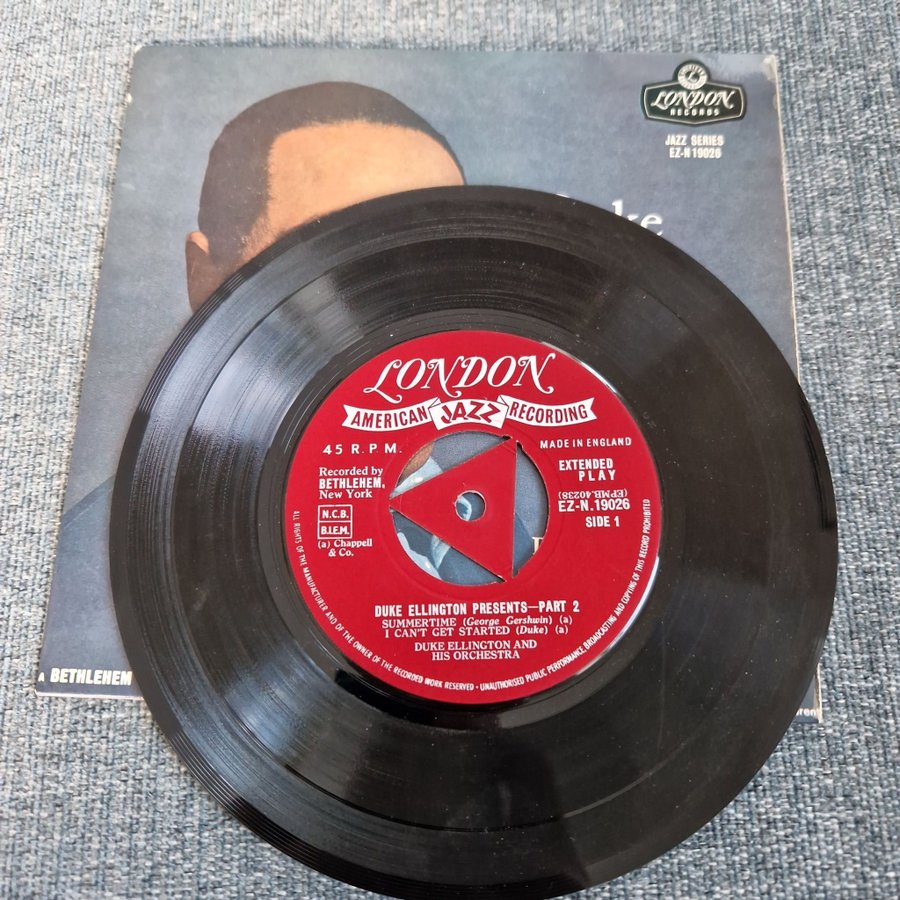 LONDON
RECORDS
JAZZ SERIES
EZ-N 19026
LONDON
AMERICAN JAZZ RECORDING
45 R.P.M.
MADE IN ENGLAND
Recorded by
BETHLEHEM,
New York
EXTENDED
PLAY
(EPMB.40238)
N.C.B.
B.I.E.M.
EZ-N.19026
SIDE 1
(a) Chappell
& Co.
DUKE ELLINGTON PRESENTS—PART 2
SUMMERTIME (George Gershwin) (a)
I CAN'T GET STARTED (Duke) (a)
DUKE ELLINGTON AND
HIS ORCHESTRA
ALL RIGHTS OF THE MANUFACTURER AND OF THE OWNER OF THE RECORDED WORK RESERVED · UNAUTHORISED PUBLIC PERFORMANCE, BROADCASTING AND COPYING OF THIS RECORD PROHIBITED
A BETHLEHEM